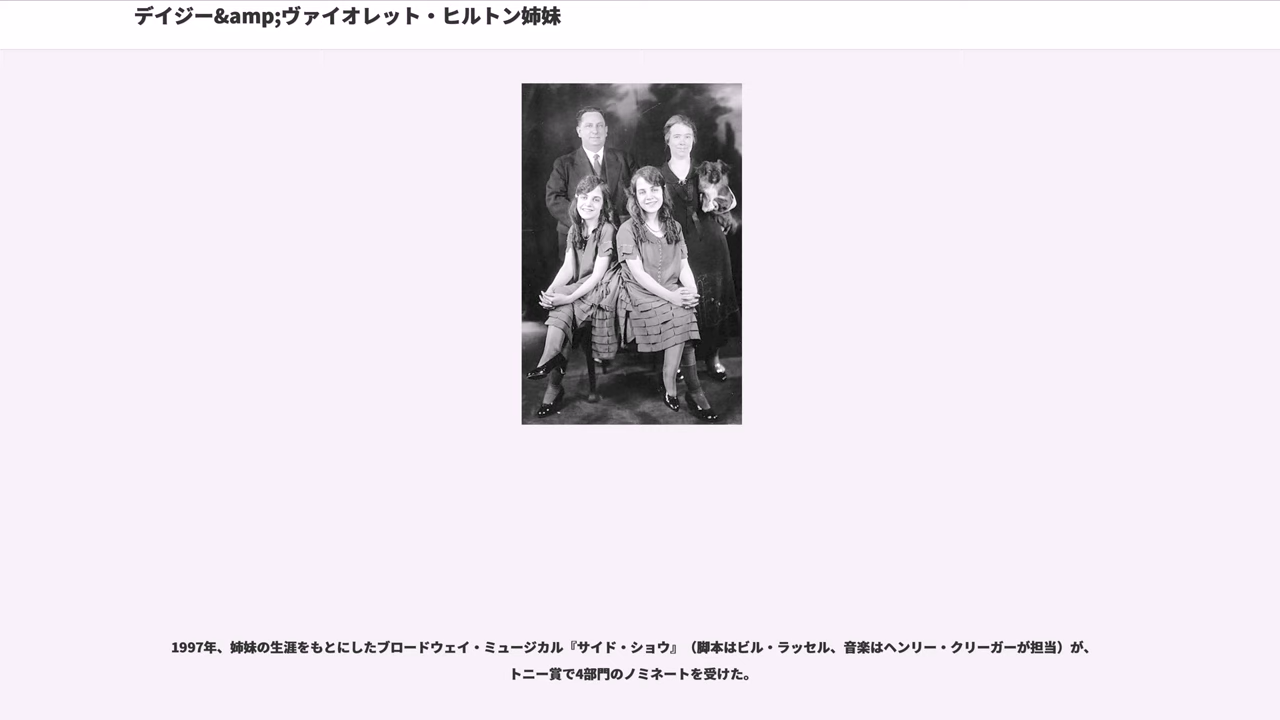 デイジー&amp;ヴァイオレット・ヒルトン姉妹
1997年、姉妹の生涯をもとにしたブロードウェイ・ミュージカル『サイド・ショウ』（脚本はビル・ラッセル、音楽はヘンリー・クリーガーが担当）が、
トニー賞で4部門のノミネートを受けた。